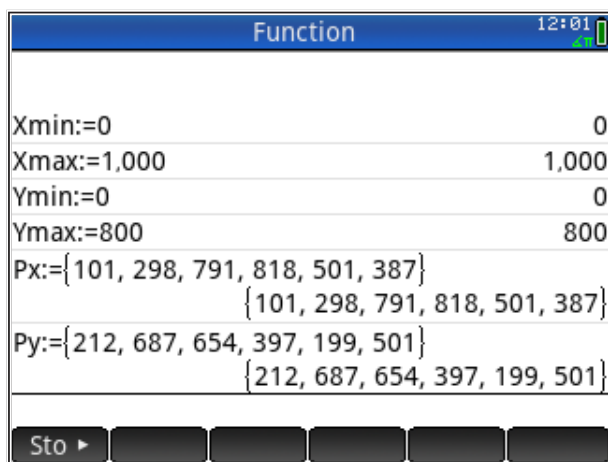 Function 12:01
∡π
Xmin:=0 0
Xmax:=1,000 1,000
Ymin:=0 0
Ymax:=800 800
Px:={101, 298, 791, 818, 501, 387}
{101, 298, 791, 818, 501, 387}
Py:={212, 687, 654, 397, 199, 501}
{212, 687, 654, 397, 199, 501}
Sto ►